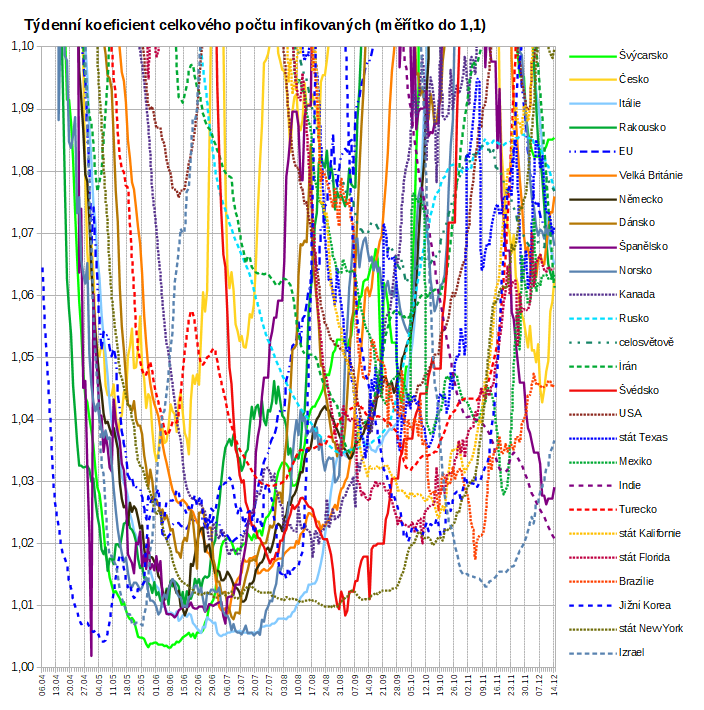 Týdenní koeficient celkového počtu infikovaných (měřítko do 1,1)
1,10
1,09
1,08
1,07
1,06
1,05
1,04
1,03
1,02
1,01
1,00
06.04
13.04
20.04
27.04
04.05
11.05
18.05
25.05
01.06
08.06
15.06
22.06
29.06
06.07
13.07
20.07
27.07
03.08
10.08
17.08
24.08
31.08
07.09
14.09
21.09
28.09
05.10
12.10
19.10
26.10
02.11
09.11
16.11
23.11
30.11
07.12
14.12
Švýcarsko
Česko
Itálie
Rakousko
EU
Velká Británie
Německo
Dánsko
Španělsko
Norsko
Kanada
Rusko
celosvětově
Írán
Švédsko
USA
stát Texas
Mexiko
Indie
Turecko
stát Kalifornie
stát Florida
Brazílie
Jižní Korea
stát NewYork
Izrael